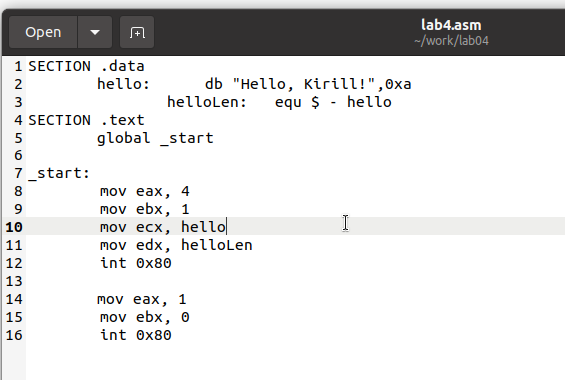 Open
lab4.asm
~/work/lab04
1 SECTION .data
2 hello: db "Hello, Kirill!",0xa
3 helloLen: equ $ - hello
4 SECTION .text
5 global _start
6
7 _start:
8 mov eax, 4
9 mov ebx, 1
10 mov ecx, hello
11 mov edx, helloLen
12 int 0x80
13
14 mov eax, 1
15 mov ebx, 0
16 int 0x80